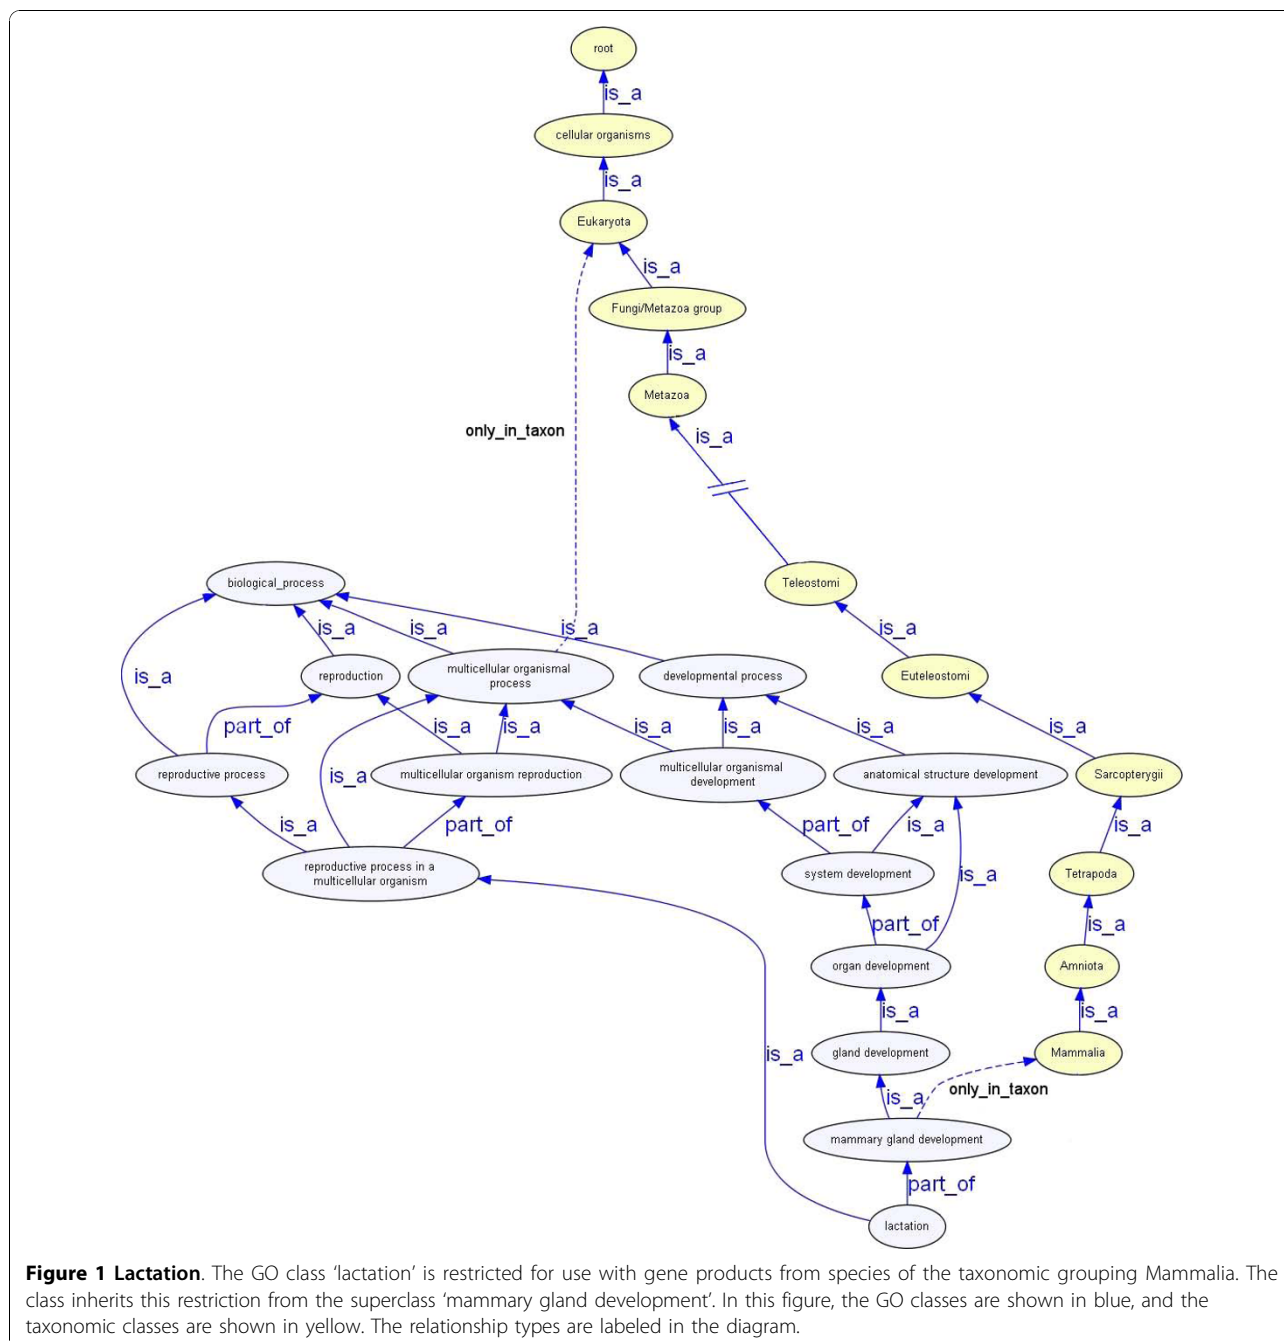 root
is_a
cellular organisms
is_a
Eukaryota
is_a
Fungi/Metazoa group
is_a
Metazoa
only_in_taxon
is_a
biological_process
Teleostomi
is_a
is_a
is_a
is_a
is_a
reproduction
multicellular organismal
process
developmental process
Euteleostomi
part_of
is_a
is_a
is_a
is_a
is_a
is_a
reproductive process
is_a
multicellular organism reproduction
multicellular organismal
development
anatomical structure development
Sarcopterygii
is_a
part_of
part_of
is_a
is_a
reproductive process in a
multicellular organism
system development
is_a
Tetrapoda
part_of
is_a
organ development
Amniota
is_a
is_a
is_a
gland development
Mammalia
is_a
only_in_taxon
mammary gland development
part_of
lactation
Figure 1 Lactation. The GO class ‘lactation’ is restricted for use with gene products from species of the taxonomic grouping Mammalia. The
class inherits this restriction from the superclass ‘mammary gland development’. In this figure, the GO classes are shown in blue, and the
taxonomic classes are shown in yellow. The relationship types are labeled in the diagram.